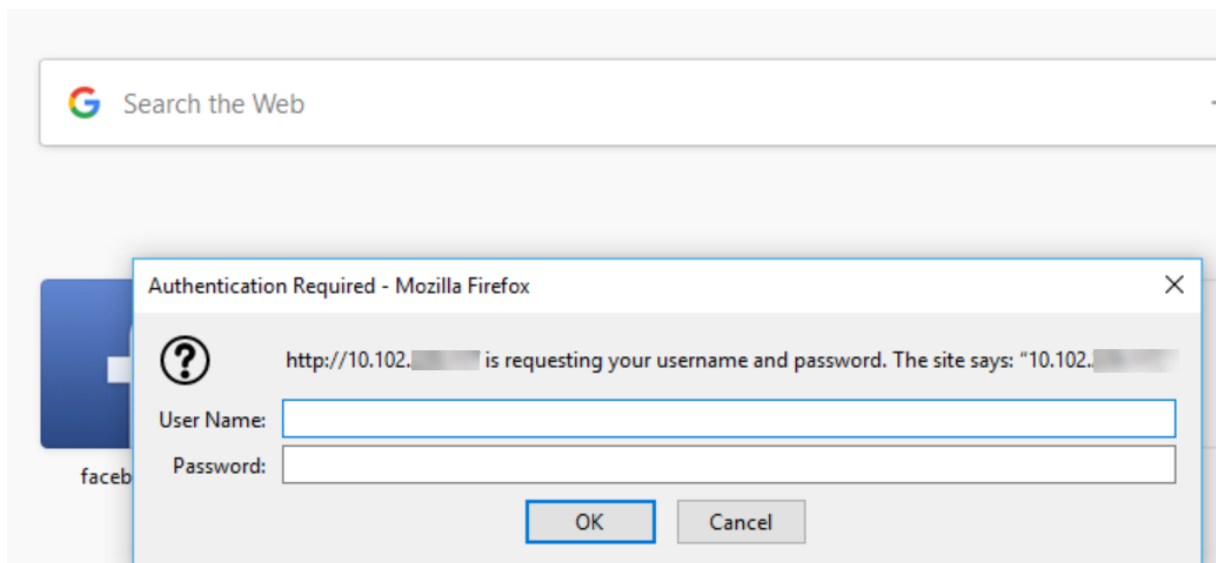 Search the Web
Authentication Required - Mozilla Firefox
http://10.102. is requesting your username and password. The site says: “10.102.
User Name:
Password:
faceb
OK Cancel